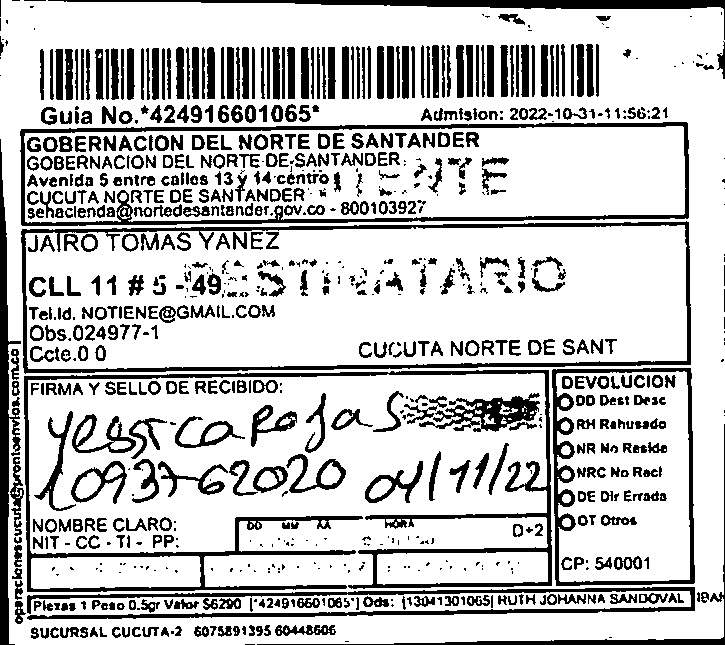 Guia No.*424916601065*
Admision: 2022-10-31-11:56:21
GOBERNACION DEL NORTE DE SANTANDER
GOBERNACION DEL NORTE DE SANTANDER
Avenida 5 entre calles 13 y 14 centro
CUCUTA NORTE DE SANTANDER
sehacienda@nortedesantander.gov.co - 800103927
JAIRO TOMAS YANEZ
CLL 11 # 5 - 49
DESTINATARIO
Tel.Id. NOTIENE@GMAIL.COM
Obs.024977-1
Ccte.0 0
CUCUTA NORTE DE SANT
operacionescucuta@prontoenvios.com.co
FIRMA Y SELLO DE RECIBIDO:
Yessica Rojas
109376 2020 04/11/22
NOMBRE CLARO:
NIT - CC - TI - PP:
DD MM AA HORA
D+2
DEVOLUCION
DD Dest Desc
RH Rehusado
NR No Reside
NRC No Recl
DE Dir Errada
OT Otros
CP: 540001
Piezas 1 Peso 0.5gr Valor $6290 [*424916601065*] Ods: [13041301065] RUTH JOHANNA SANDOVAL
SUCURSAL CUCUTA-2 6075891395 60448606